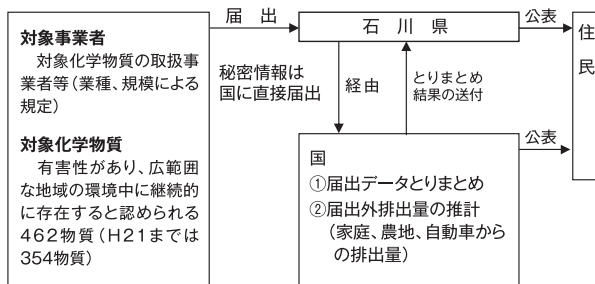 対象事業者
対象化学物質の取扱事
業者等(業種、規模による
規定)
対象化学物質
有害性があり、広範囲
な地域の環境中に継続的
に存在すると認められる
462物質(H21までは
354物質)
届出
秘密情報は
国に直接届出
石川県
経由
とりまとめ
結果の送付
国
①届出データとりまとめ
②届出外排出量の推計
(家庭、農地、自動車から
の排出量)
公表
公表
住
民